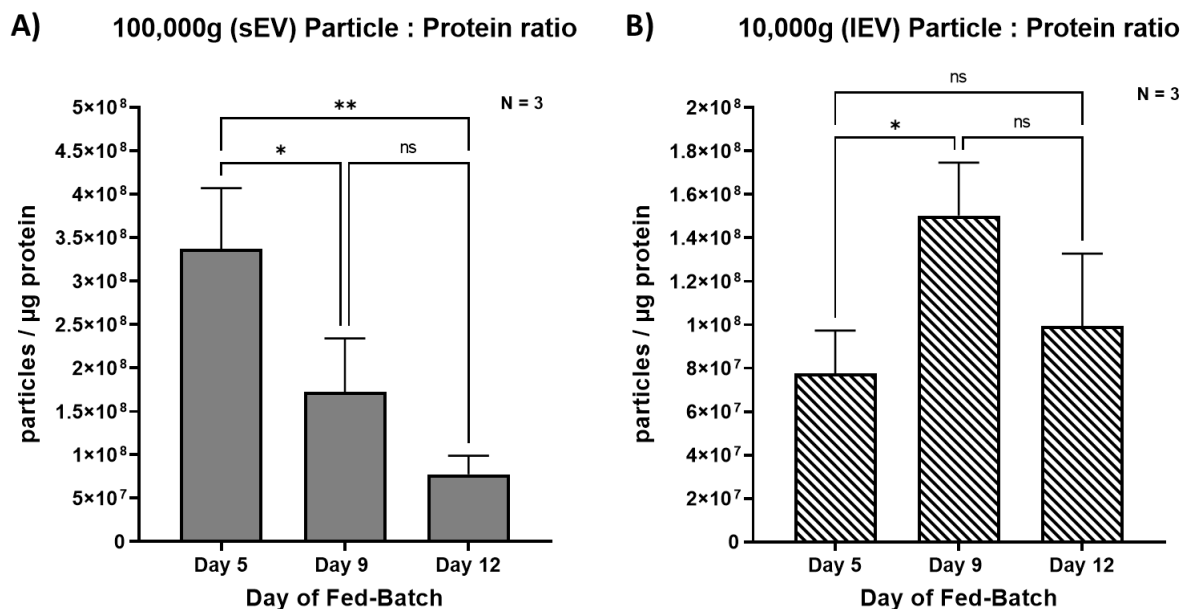 A) 100,000g (sEV) Particle : Protein ratio
N = 3
**
*
ns
particles / µg protein
5×10⁸
4.5×10⁸
4×10⁸
3.5×10⁸
3×10⁸
2.5×10⁸
2×10⁸
1.5×10⁸
1×10⁸
5×10⁷
0
Day 5 Day 9 Day 12
Day of Fed-Batch
B) 10,000g (lEV) Particle : Protein ratio
ns
N = 3
*
ns
particles / µg protein
2×10⁸
1.8×10⁸
1.6×10⁸
1.4×10⁸
1.2×10⁸
1×10⁸
8×10⁷
6×10⁷
4×10⁷
2×10⁷
0
Day 5 Day 9 Day 12
Day of Fed-Batch